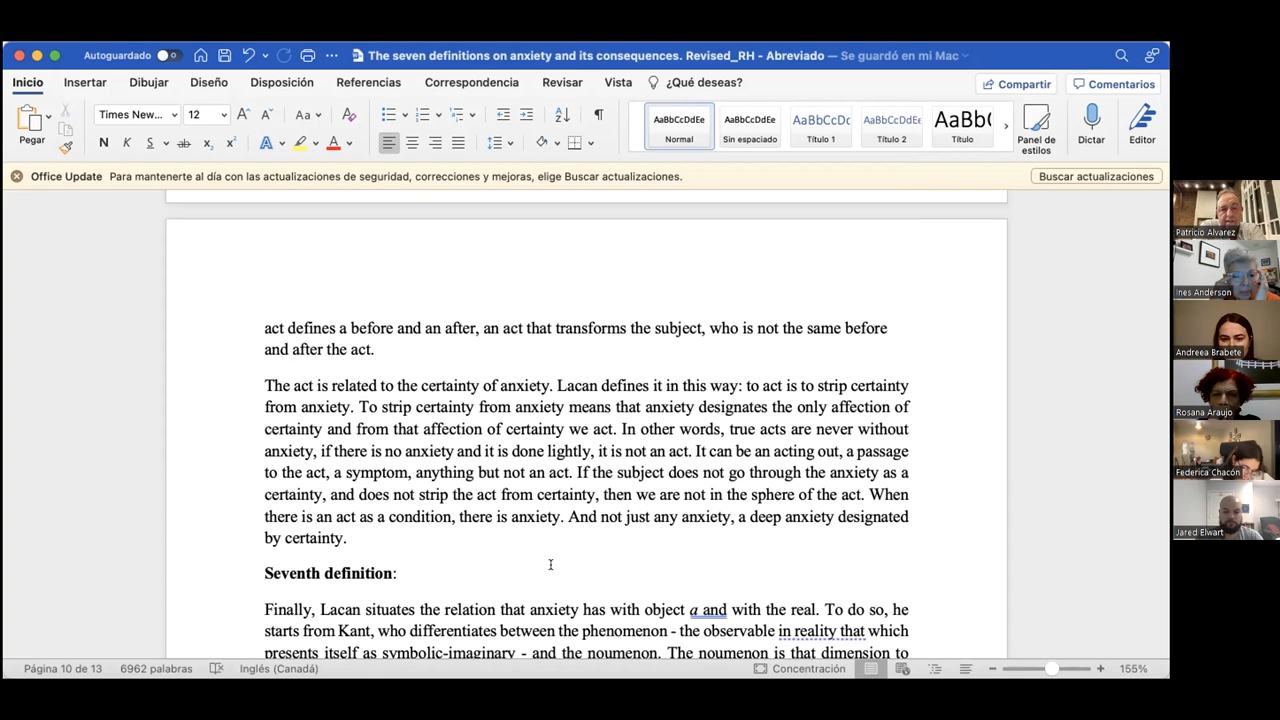 Autoguardado
The seven definitions on anxiety and its consequences. Revised_RH - Abreviado — Se guardó en mi Mac
Inicio Insertar Dibujar Diseño Disposición Referencias Correspondencia Revisar Vista ¿Qué deseas? Compartir Comentarios
Pegar
Times New... 12 Aa
N K S ab x₂ x² A A
AaBbCcDdEe Normal
AaBbCcDdEe Sin espaciado
AaBbCcDc Título 1
AaBbCcDdEe Título 2
AaBb( Título
Panel de estilos
Dictar
Editor
Office Update Para mantenerte al día con las actualizaciones de seguridad, correcciones y mejoras, elige Buscar actualizaciones. Buscar actualizaciones
act defines a before and an after, an act that transforms the subject, who is not the same before
and after the act.
The act is related to the certainty of anxiety. Lacan defines it in this way: to act is to strip certainty
from anxiety. To strip certainty from anxiety means that anxiety designates the only affection of
certainty and from that affection of certainty we act. In other words, true acts are never without
anxiety, if there is no anxiety and it is done lightly, it is not an act. It can be an acting out, a passage
to the act, a symptom, anything but not an act. If the subject does not go through the anxiety as a
certainty, and does not strip the act from certainty, then we are not in the sphere of the act. When
there is an act as a condition, there is anxiety. And not just any anxiety, a deep anxiety designated
by certainty.
Seventh definition:
Finally, Lacan situates the relation that anxiety has with object a and with the real. To do so, he
starts from Kant, who differentiates between the phenomenon - the observable in reality that which
presents itself as symbolic-imaginary - and the noumenon. The noumenon is that dimension to
Página 10 de 13 6962 palabras Inglés (Canadá) Concentración 155%
Patricio Alvarez
Ines Anderson
Andreea Brabete
Rosana Araujo
Federica Chacón
Jared Elwart